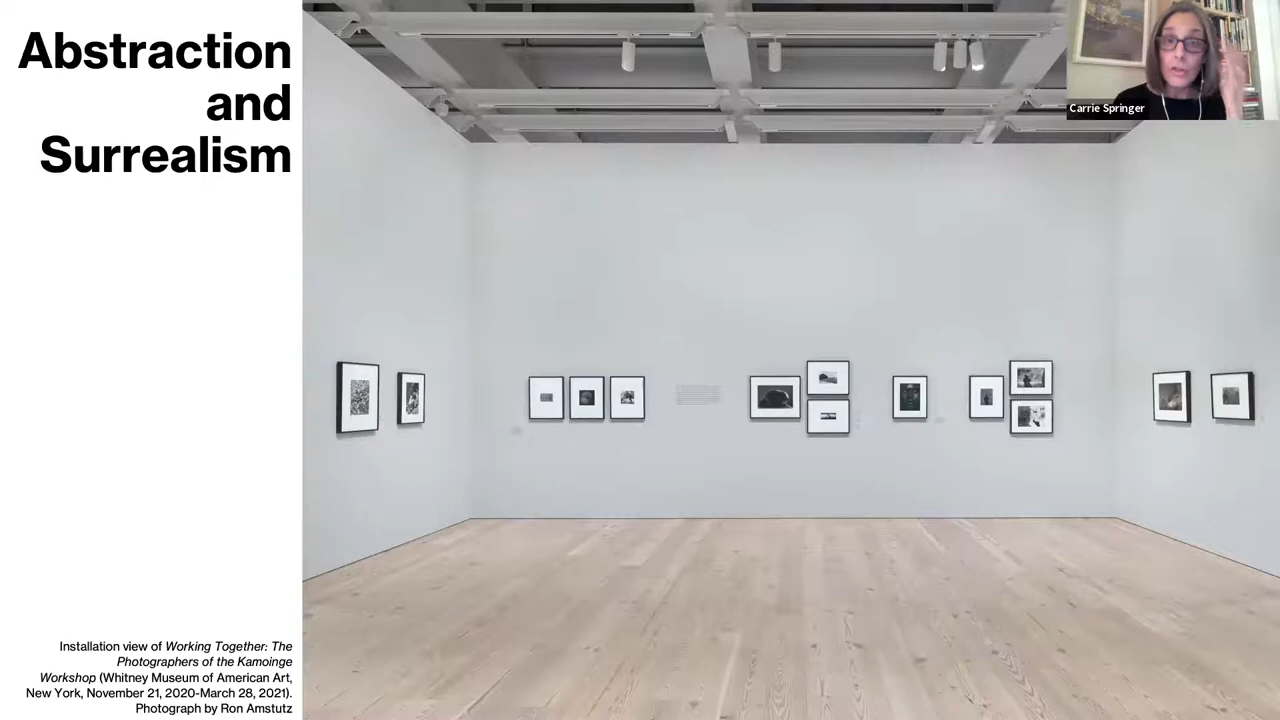 Abstraction
and
Surrealism
Carrie Springer
Installation view of Working Together: The
Photographers of the Kamoinge
Workshop (Whitney Museum of American Art,
New York, November 21, 2020-March 28, 2021).
Photograph by Ron Amstutz